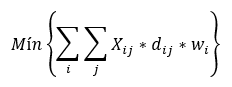 Mín {∑_i ∑_j X_ij * d_ij * w_i}